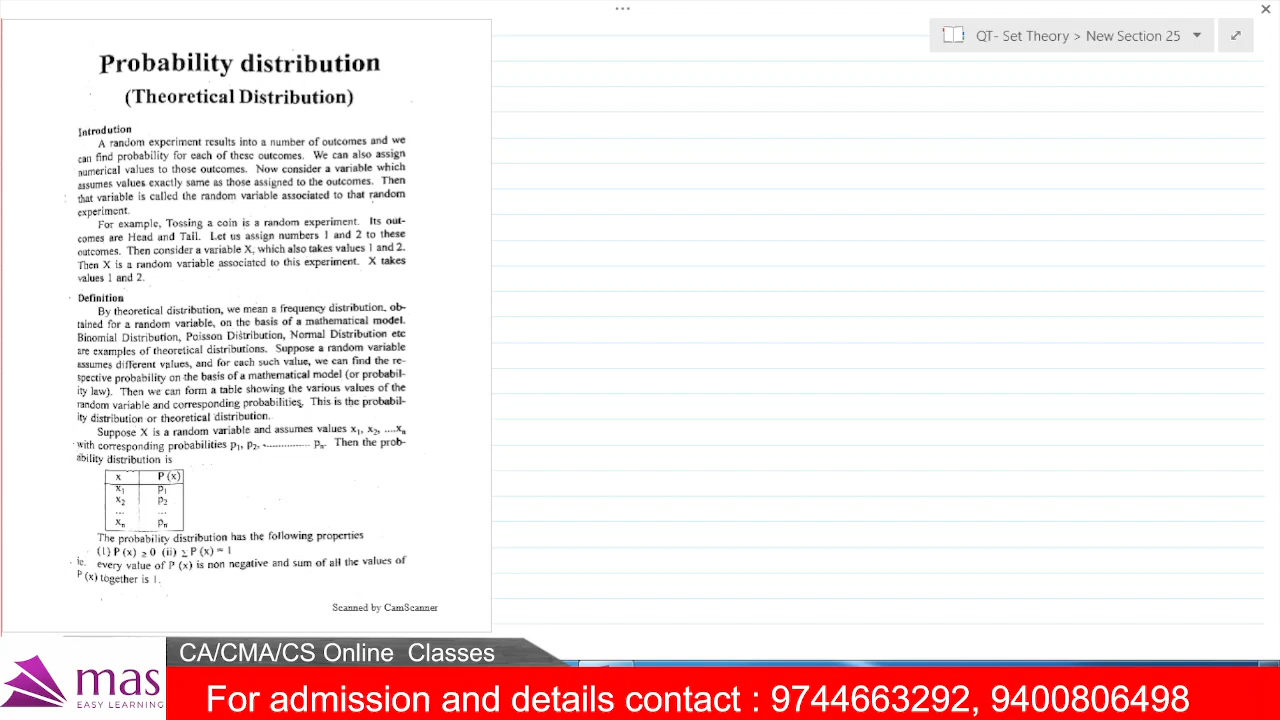 ...
QT- Set Theory > New Section 25
Probability distribution
(Theoretical Distribution)
Introdution
A random experiment results into a number of outcomes and we
can find probability for each of these outcomes. We can also assign
numerical values to those outcomes. Now consider a variable which
assumes values exactly same as those assigned to the outcomes. Then
that variable is called the random variable associated to that random
experiment.
For example, Tossing a coin is a random experiment. Its out-
comes are Head and Tail. Let us assign numbers 1 and 2 to these
outcomes. Then consider a variable X, which also takes values 1 and 2.
Then X is a random variable associated to this experiment. X takes
values 1 and 2.
Definition
By theoretical distribution, we mean a frequency distribution, ob-
tained for a random variable, on the basis of a mathematical model.
Binomial Distribution, Poisson Distribution, Normal Distribution etc
are examples of theoretical distributions. Suppose a random variable
assumes different values, and for each such value, we can find the re-
spective probability on the basis of a mathematical model (or probabil-
ity law). Then we can form a table showing the various values of the
random variable and corresponding probabilities. This is the probabil-
ity distribution or theoretical distribution.
Suppose X is a random variable and assumes values x₁, x₂, ....xₙ
with corresponding probabilities p₁, p₂, .............. pₙ. Then the prob-
ability distribution is
x P (x)
x₁ p₁
x₂ p₂
... ...
xₙ pₙ
The probability distribution has the following properties
(1) P (x) ≥ 0 (ii) ∑ P (x) = 1
ie. every value of P (x) is non negative and sum of all the values of
P (x) together is 1.
Scanned by CamScanner
CA/CMA/CS Online Classes
mas
EASY LEARNING
For admission and details contact : 9744663292, 9400806498